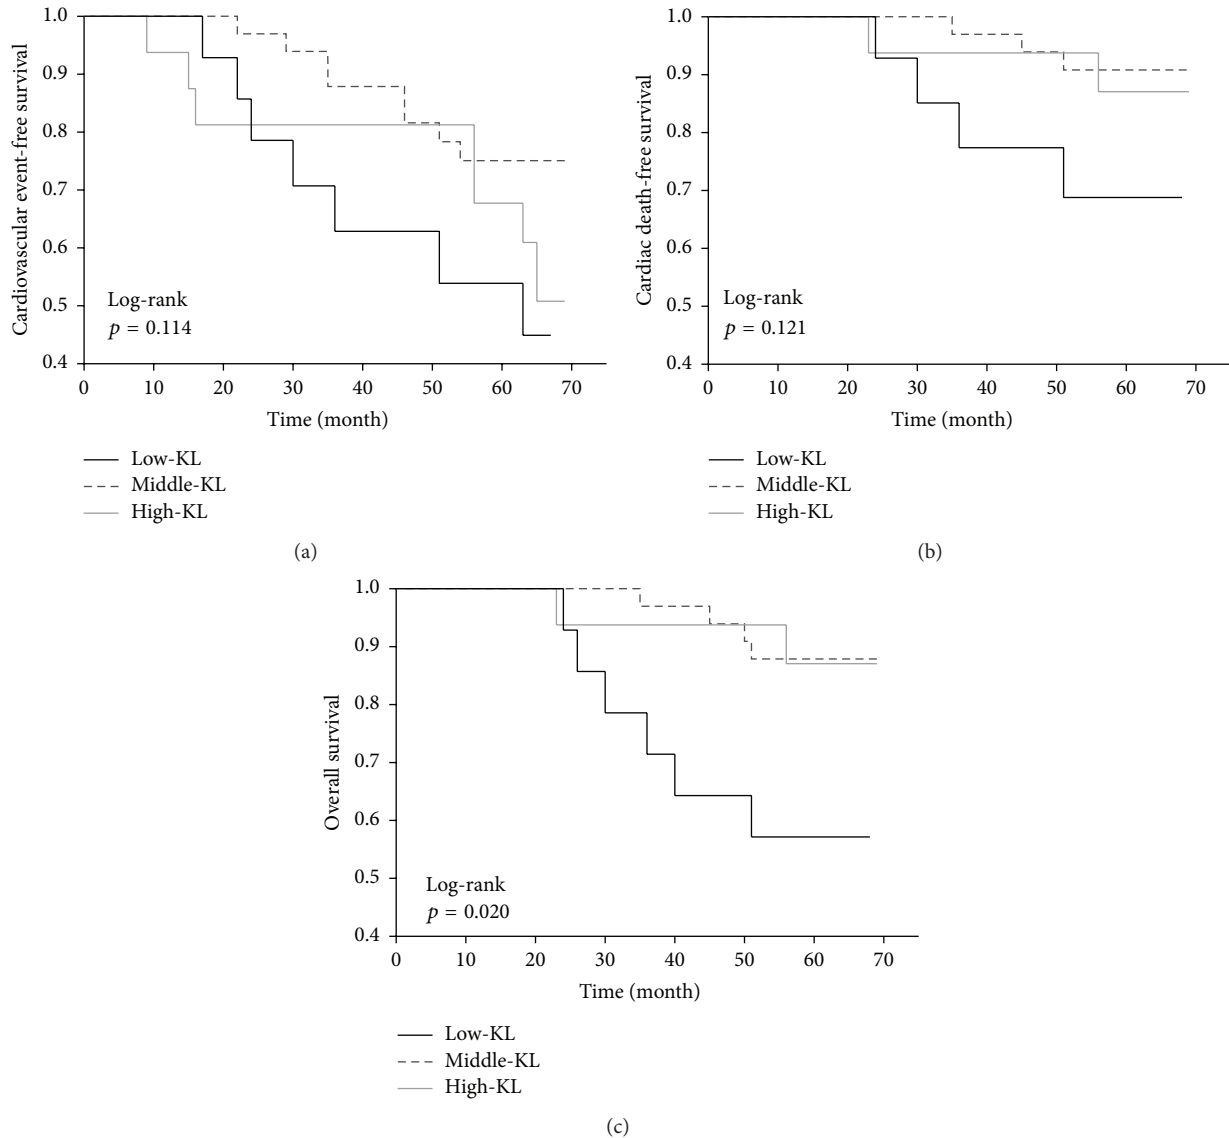 Cardiovascular event-free survival
1.0
0.9
0.8
0.7
0.6
0.5
0.4
Log-rank
p = 0.114
0 10 20 30 40 50 60 70
Time (month)
Low-KL
Middle-KL
High-KL
(a)
Cardiac death-free survival
1.0
0.9
0.8
0.7
0.6
0.5
0.4
Log-rank
p = 0.121
0 10 20 30 40 50 60 70
Time (month)
Low-KL
Middle-KL
High-KL
(b)
Overall survival
1.0
0.9
0.8
0.7
0.6
0.5
0.4
Log-rank
p = 0.020
0 10 20 30 40 50 60 70
Time (month)
Low-KL
Middle-KL
High-KL
(c)